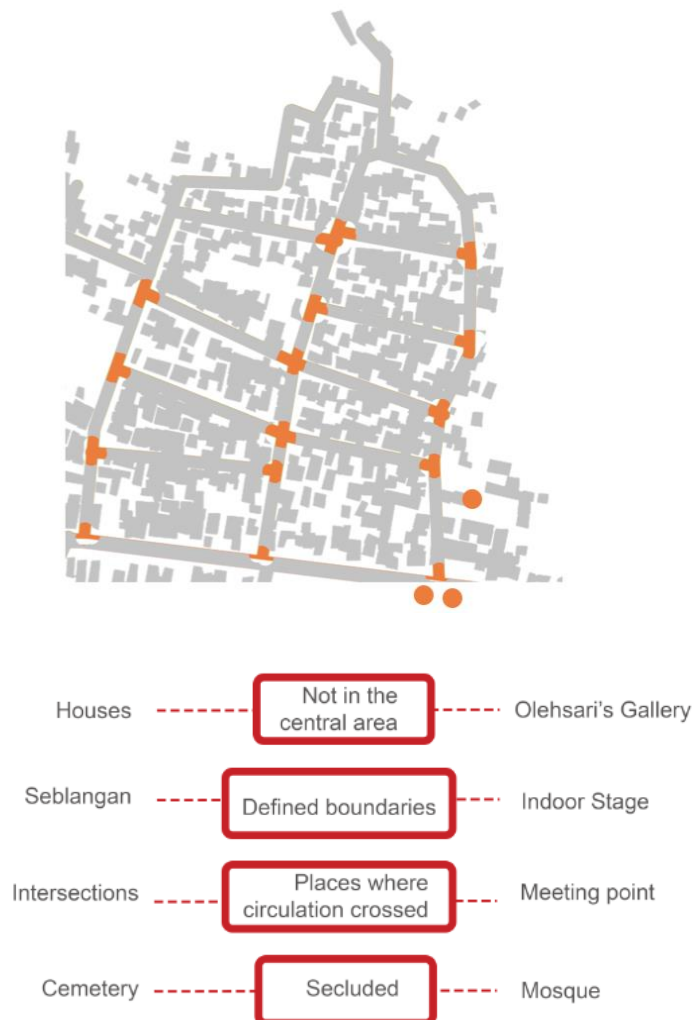 Houses
Not in the
central area
Olehsari's Gallery
Seblangan
Defined boundaries
Indoor Stage
Intersections
Places where
circulation crossed
Meeting point
Cemetery
Secluded
Mosque